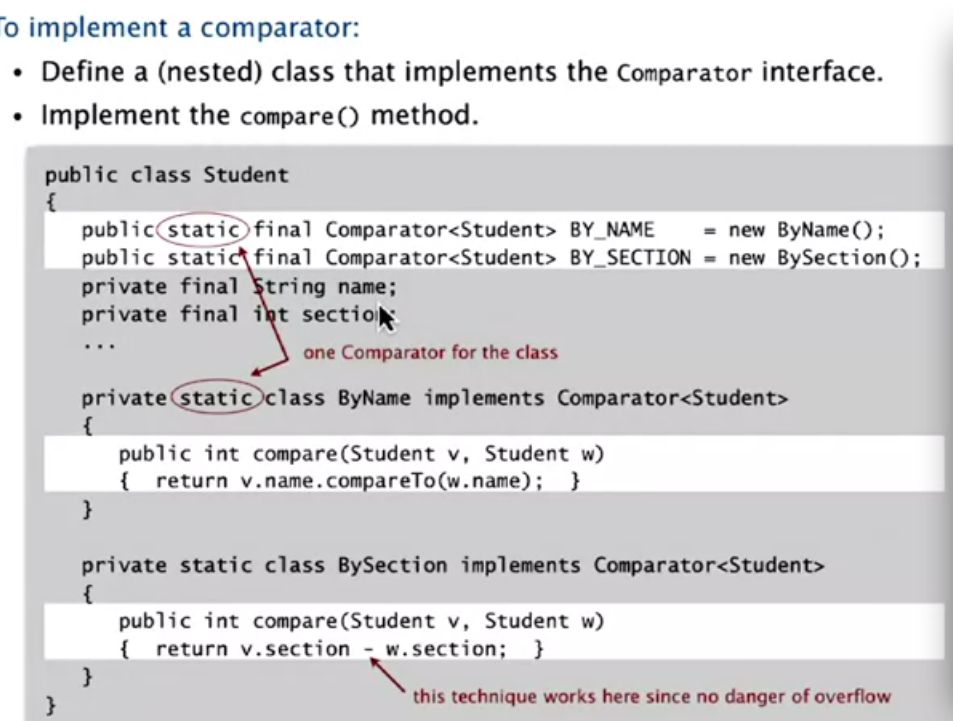 To implement a comparator:
• Define a (nested) class that implements the Comparator interface.
• Implement the compare() method.
public class Student
{
public static final Comparator<Student> BY_NAME = new ByName();
public static final Comparator<Student> BY_SECTION = new BySection();
private final String name;
private final int section;
...
one Comparator for the class
private static class ByName implements Comparator<Student>
{
public int compare(Student v, Student w)
{ return v.name.compareTo(w.name); }
}
private static class BySection implements Comparator<Student>
{
public int compare(Student v, Student w)
{ return v.section - w.section; }
}
this technique works here since no danger of overflow
}